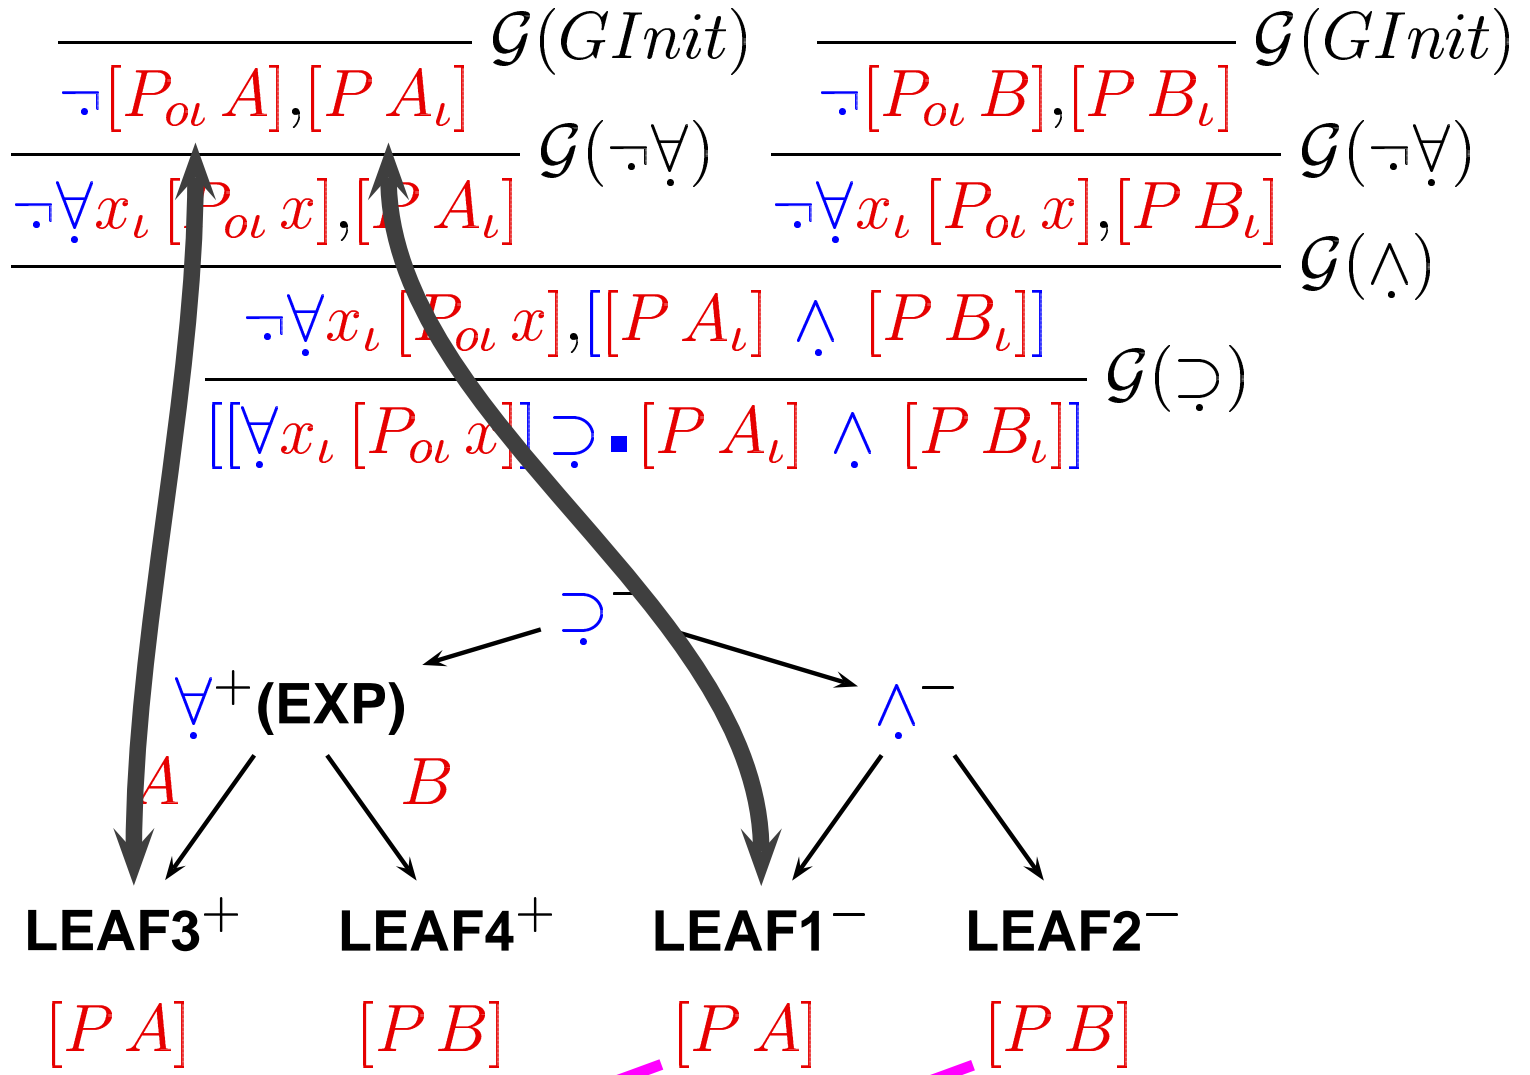 𝒢(GInit) 𝒢(GInit)
¬̣[P_{oι} A],[P A_ι] ¬̣[P_{oι} B],[P B_ι]
𝒢(¬̣∀̣) 𝒢(¬̣∀̣)
¬̣∀̣x_ι [P_{oι} x],[P A_ι] ¬̣∀̣x_ι [P_{oι} x],[P B_ι]
𝒢(∧̣)
¬̣∀̣x_ι [P_{oι} x],[[P A_ι] ∧̣ [P B_ι]]
𝒢(⊃̣)
[[∀̣x_ι [P_{oι} x]] ⊃̣ ▪ [P A_ι] ∧̣ [P B_ι]]
⊃̣⁻
∀̣⁺(EXP) ∧̣⁻
A B
LEAF3⁺ LEAF4⁺ LEAF1⁻ LEAF2⁻
[P A] [P B] [P A] [P B]